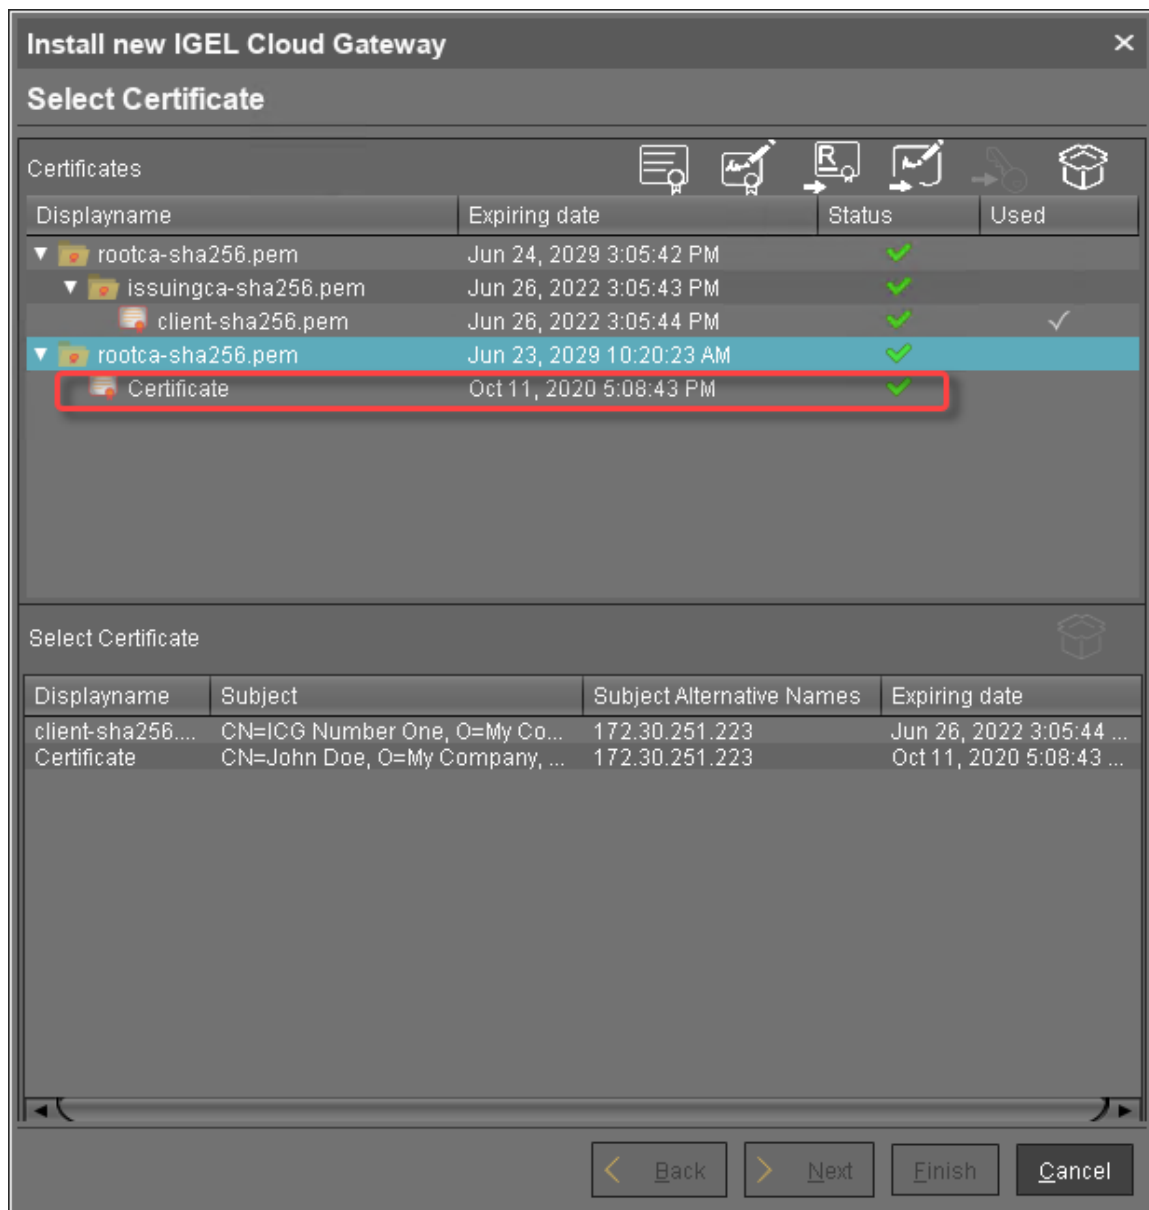 Install new IGEL Cloud Gateway
Select Certificate
Certificates
Displayname Expiring date Status Used
rootca-sha256.pem Jun 24, 2029 3:05:42 PM
issuingca-sha256.pem Jun 26, 2022 3:05:43 PM
client-sha256.pem Jun 26, 2022 3:05:44 PM
rootca-sha256.pem Jun 23, 2029 10:20:23 AM
Certificate Oct 11, 2020 5:08:43 PM
Select Certificate
Displayname Subject Subject Alternative Names Expiring date
client-sha256.... CN=ICG Number One, O=My Co... 172.30.251.223 Jun 26, 2022 3:05:44 ...
Certificate CN=John Doe, O=My Company, ... 172.30.251.223 Oct 11, 2020 5:08:43 ...
Back Next Finish Cancel